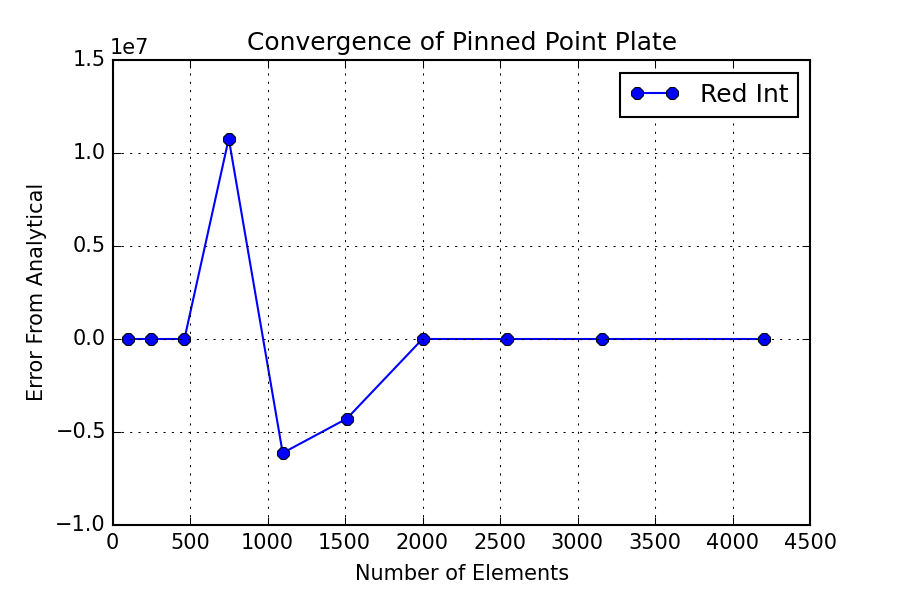 Convergence of Pinned Point Plate
1e7
1.5
1.0
0.5
0.0
−0.5
−1.0
Error From Analytical
Red Int
0 500 1000 1500 2000 2500 3000 3500 4000 4500
Number of Elements